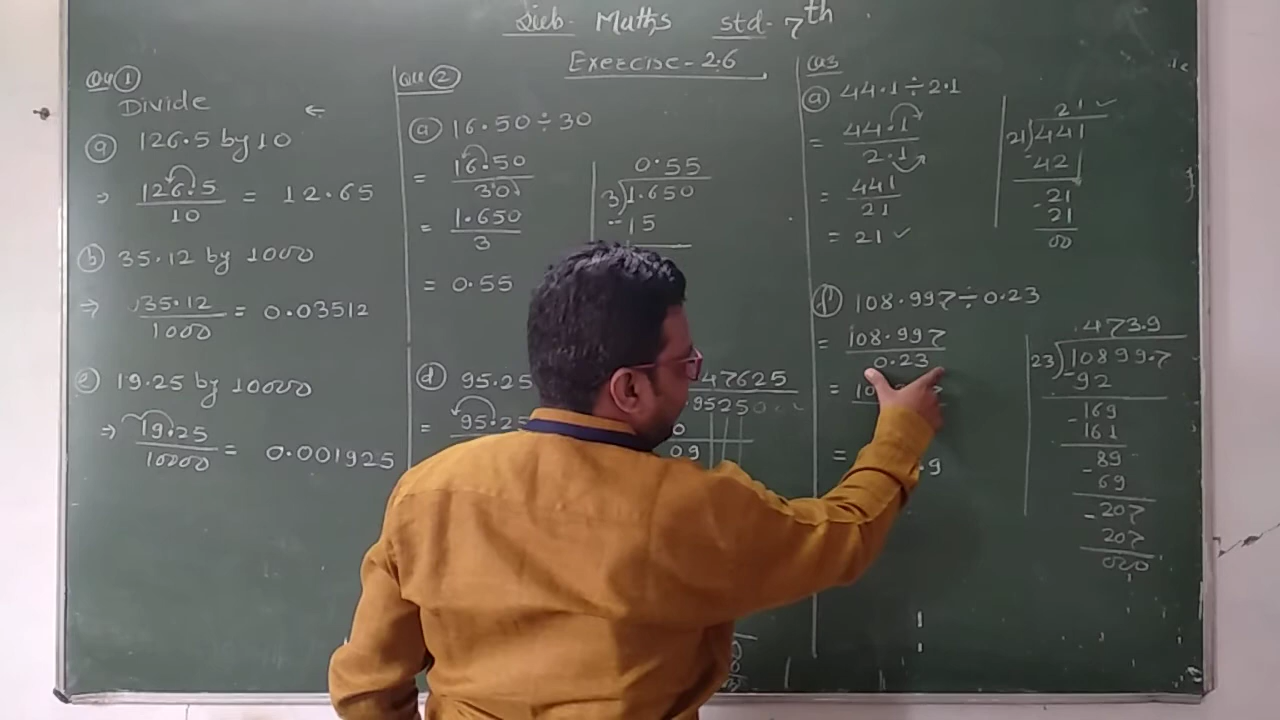 Sub- Maths Std- 7th
Exercise - 2.6
Qu 1
Divide
a 126.5 by 10
⇒ 126.5 / 10 = 12.65
b 35.12 by 1000
⇒ 35.12 / 1000 = 0.03512
e 19.25 by 10000
⇒ 19.25 / 10000 = 0.001925
Qu 2
a 16.50 ÷ 30
= 16.50 / 30
= 1.650 / 3
= 0.55
0.55
3)1.650
-15
d 95.25
= 95.25
47625
9525000
0
09
Qu 3
a 44.1 ÷ 2.1
= 44.1 / 2.1
= 441 / 21
= 21 ✓
21 ✓
21)441
-42
21
-21
00
f 108.997 ÷ 0.23
= 108.997 / 0.23
= 10
= .9
473.9
23)10899.7
-92
169
-161
89
-69
207
-207
000